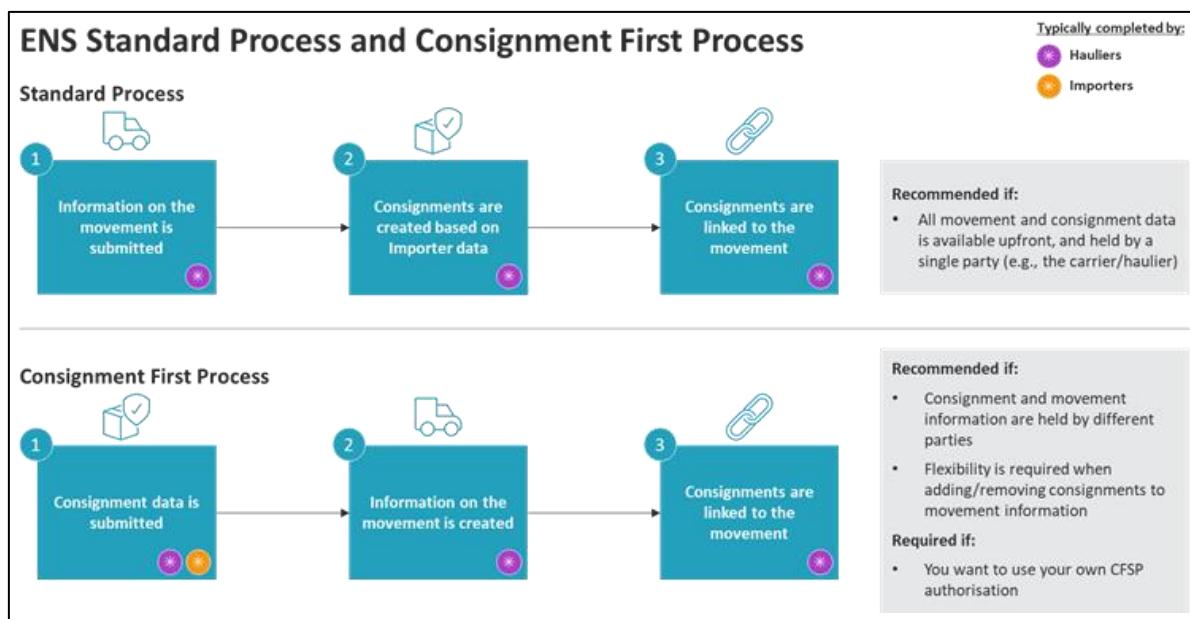 ENS Standard Process and Consignment First Process
Typically completed by:
Hauliers
Importers
Standard Process
1
Information on the
movement is
submitted
2
Consignments are
created based on
Importer data
3
Consignments are
linked to the
movement
Recommended if:
• All movement and consignment data
is available upfront, and held by a
single party (e.g., the carrier/haulier)
Consignment First Process
1
Consignment data is
submitted
2
Information on the
movement is created
3
Consignments are
linked to the
movement
Recommended if:
• Consignment and movement
information are held by different
parties
• Flexibility is required when
adding/removing consignments to
movement information
Required if:
• You want to use your own CFSP
authorisation